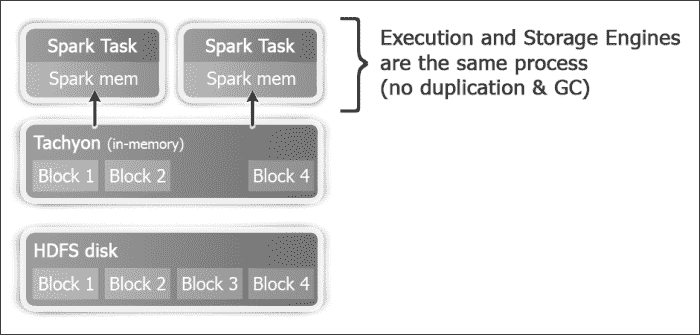 Spark Task
Spark mem
Spark Task
Spark mem
Execution and Storage Engines
are the same process
(no duplication & GC)
Tachyon (in-memory)
Block 1 Block 2 Block 4
HDFS disk
Block 1 Block 2 Block 3 Block 4